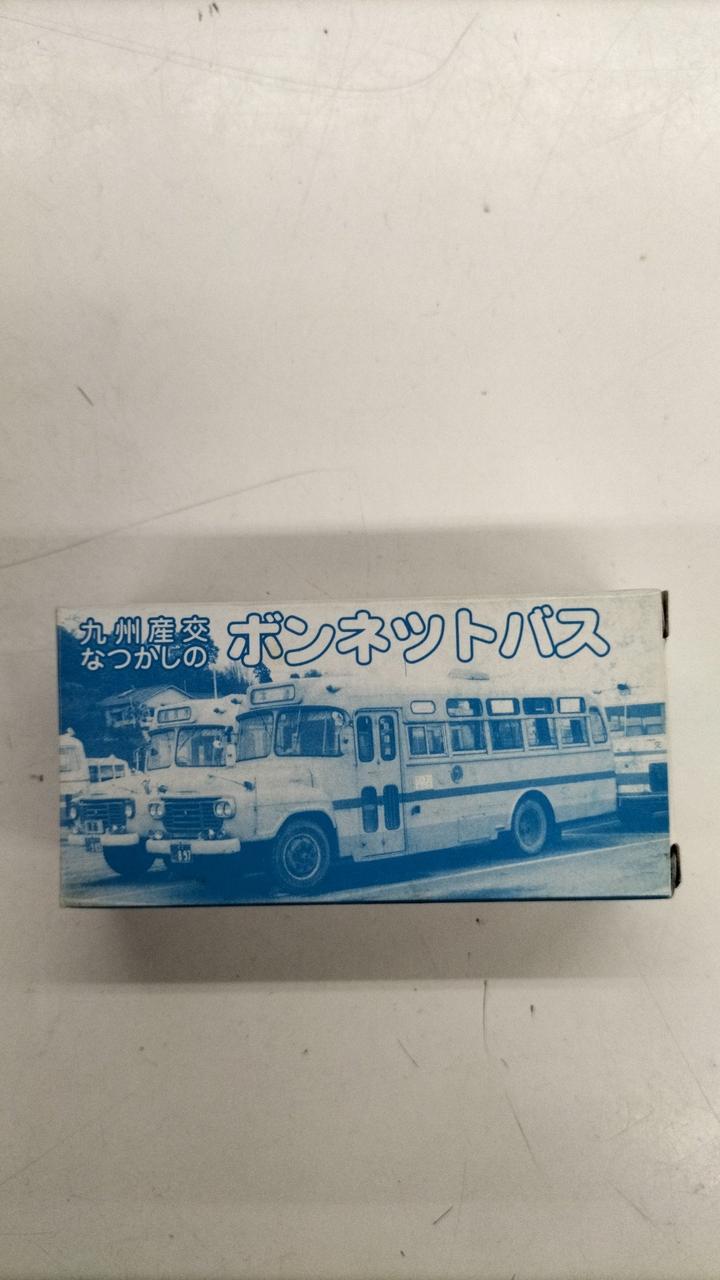 九州産交
なつかしの
ボンネットバス